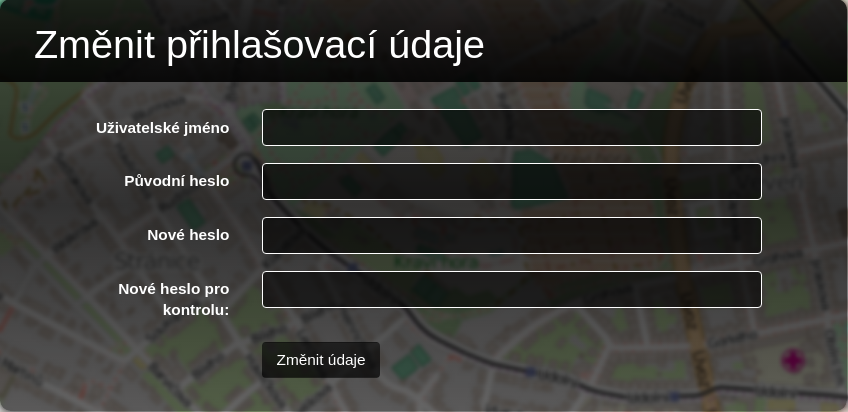 Změnit přihlašovací údaje
Uživatelské jméno
Původní heslo
Nové heslo
Nové heslo pro
kontrolu:
Změnit údaje